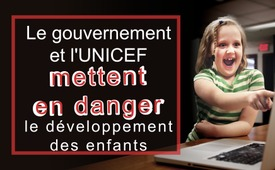 Le gouvernement
et l'UNICEF
mettent
en danger
le développement
des enfants